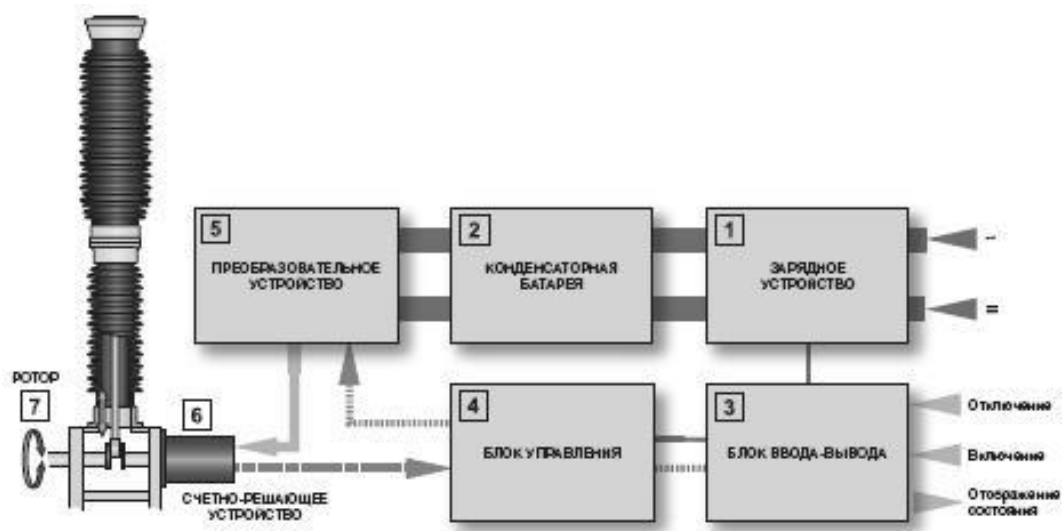 5
ПРЕОБРАЗОВАТЕЛЬНОЕ
УСТРОЙСТВО
2
КОНДЕНСАТОРНАЯ
БАТАРЕЯ
1
ЗАРЯДНОЕ
УСТРОЙСТВО
~
=
РОТОР
7
6
СЧЕТНО-РЕШАЮЩЕЕ
УСТРОЙСТВО
4
БЛОК УПРАВЛЕНИЯ
3
БЛОК ВВОДА-ВЫВОДА
Отключение
Включение
Отображение
состояния